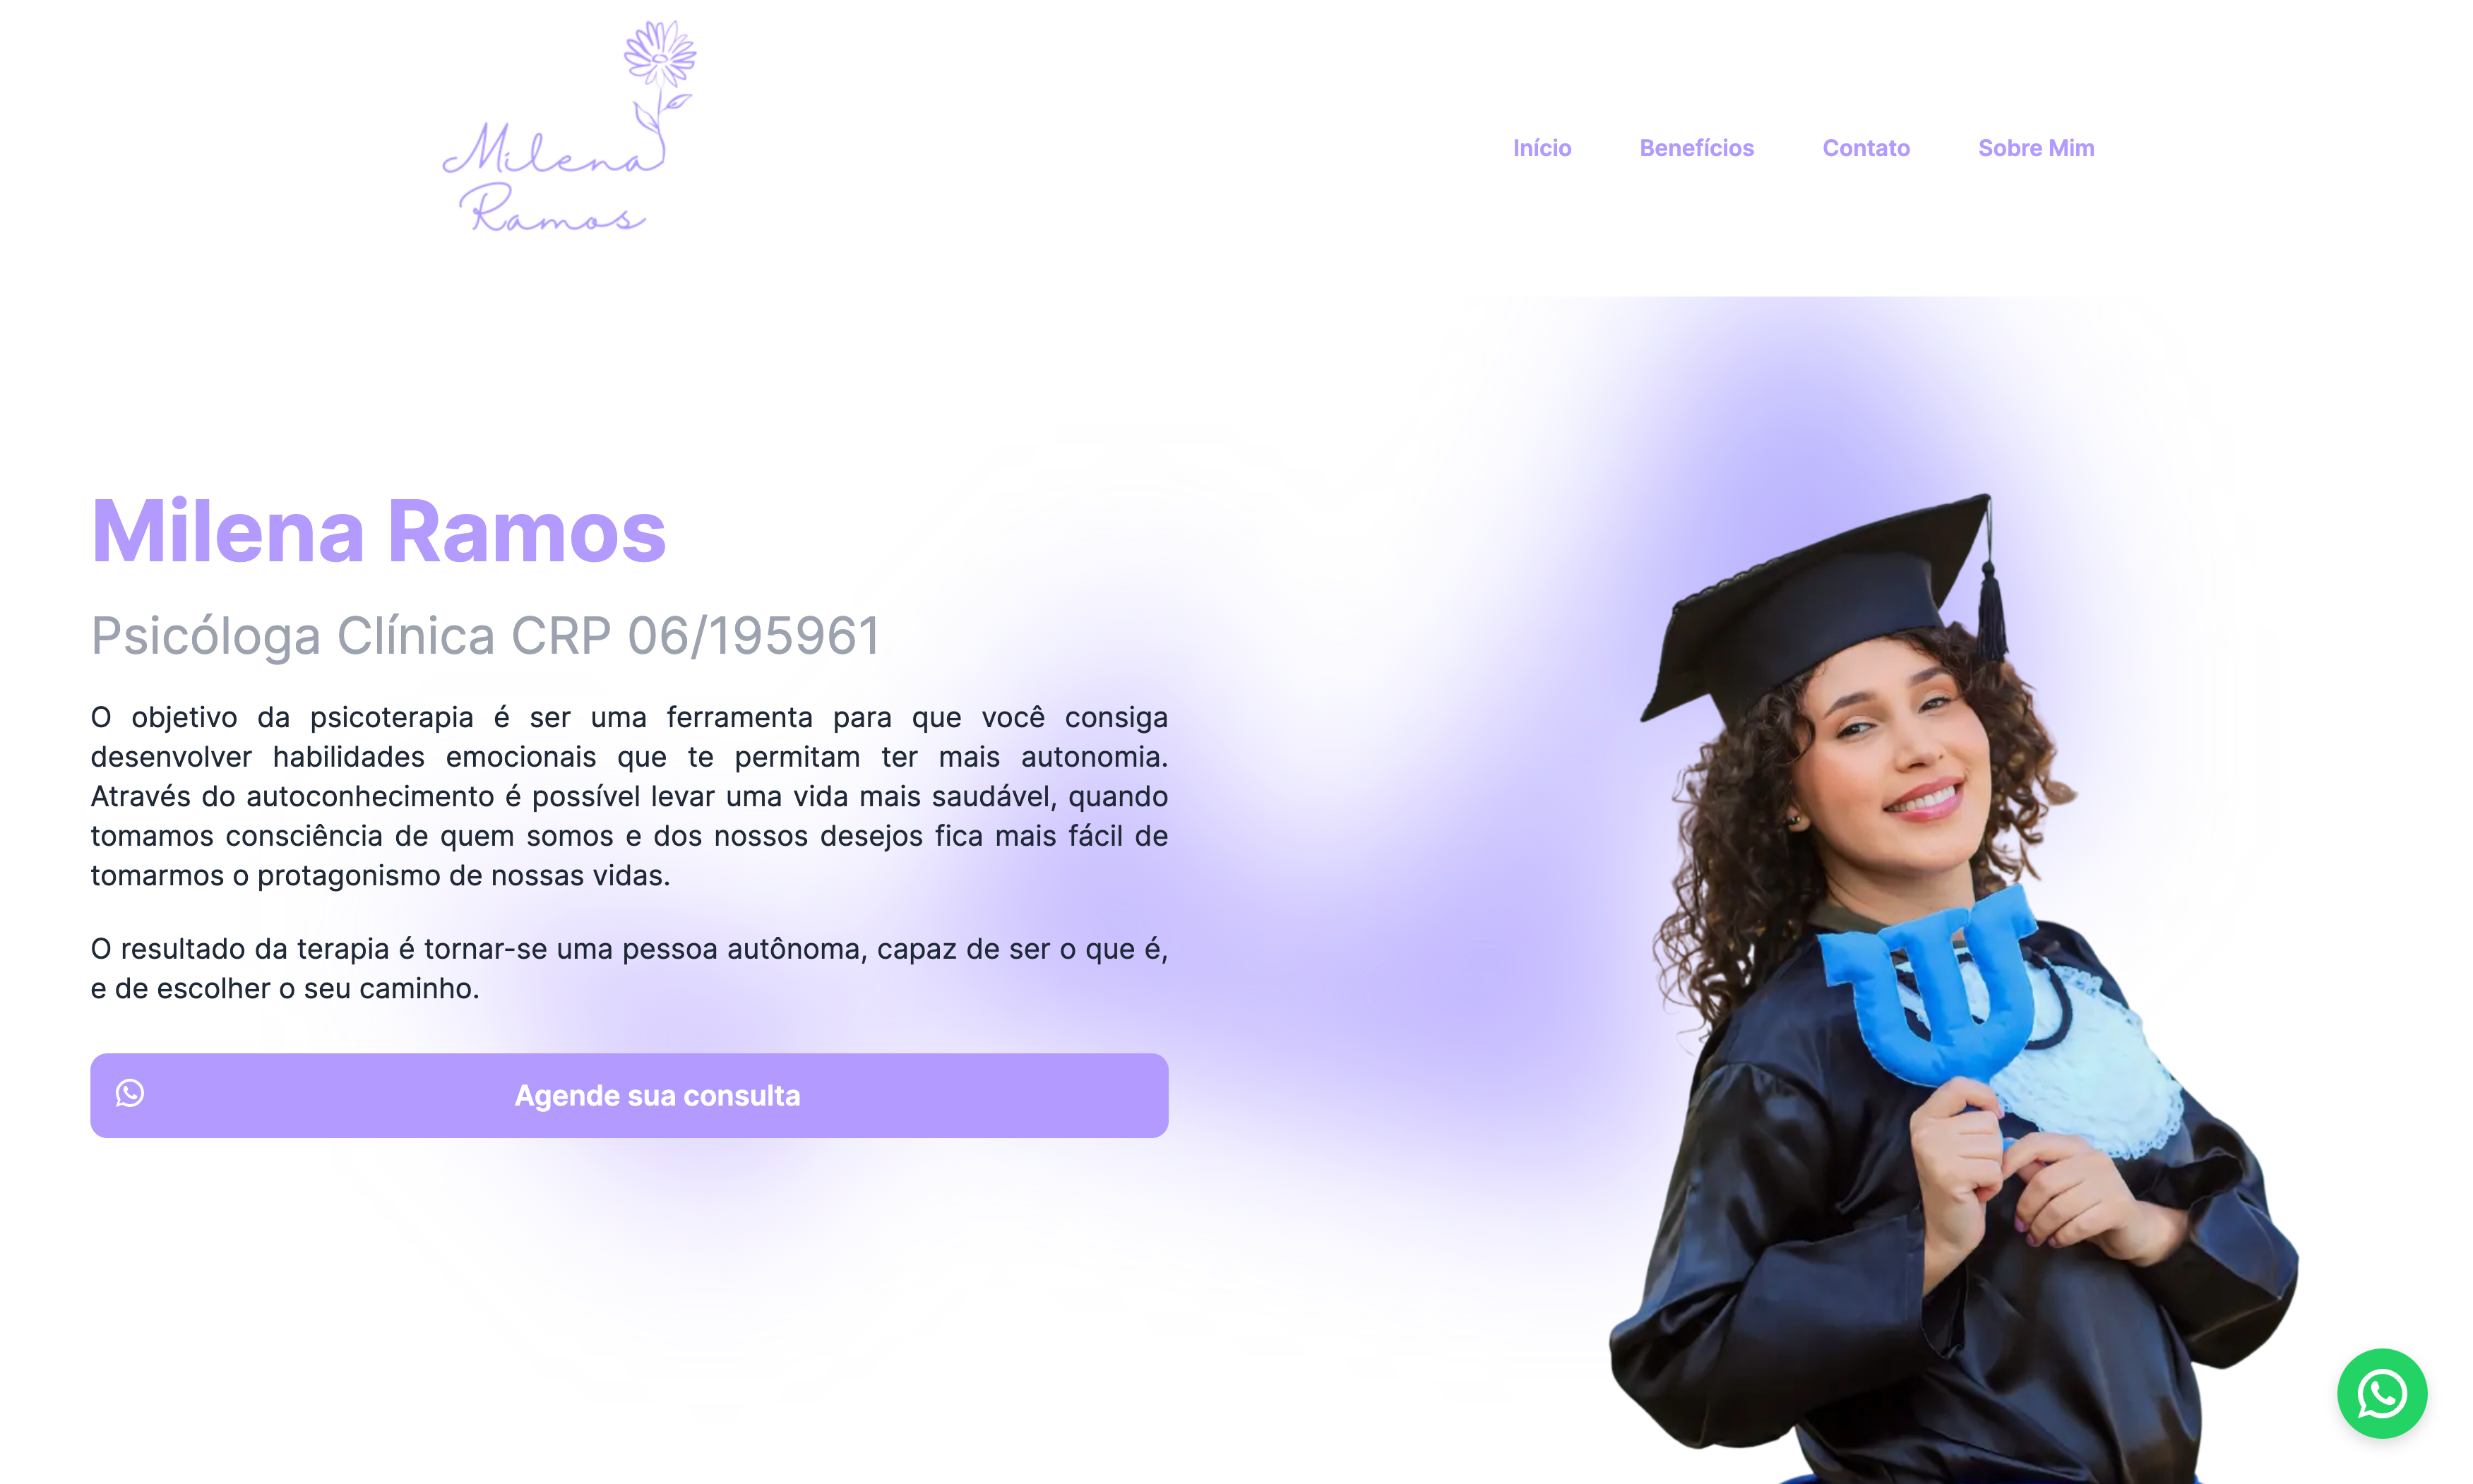 Milena
Ramos
Início Benefícios Contato Sobre Mim
Milena Ramos
Psicóloga Clínica CRP 06/195961
O objetivo da psicoterapia é ser uma ferramenta para que você consiga
desenvolver habilidades emocionais que te permitam ter mais autonomia.
Através do autoconhecimento é possível levar uma vida mais saudável, quando
tomamos consciência de quem somos e dos nossos desejos fica mais fácil de
tomarmos o protagonismo de nossas vidas.
O resultado da terapia é tornar-se uma pessoa autônoma, capaz de ser o que é,
e de escolher o seu caminho.
Agende sua consulta
Ψ